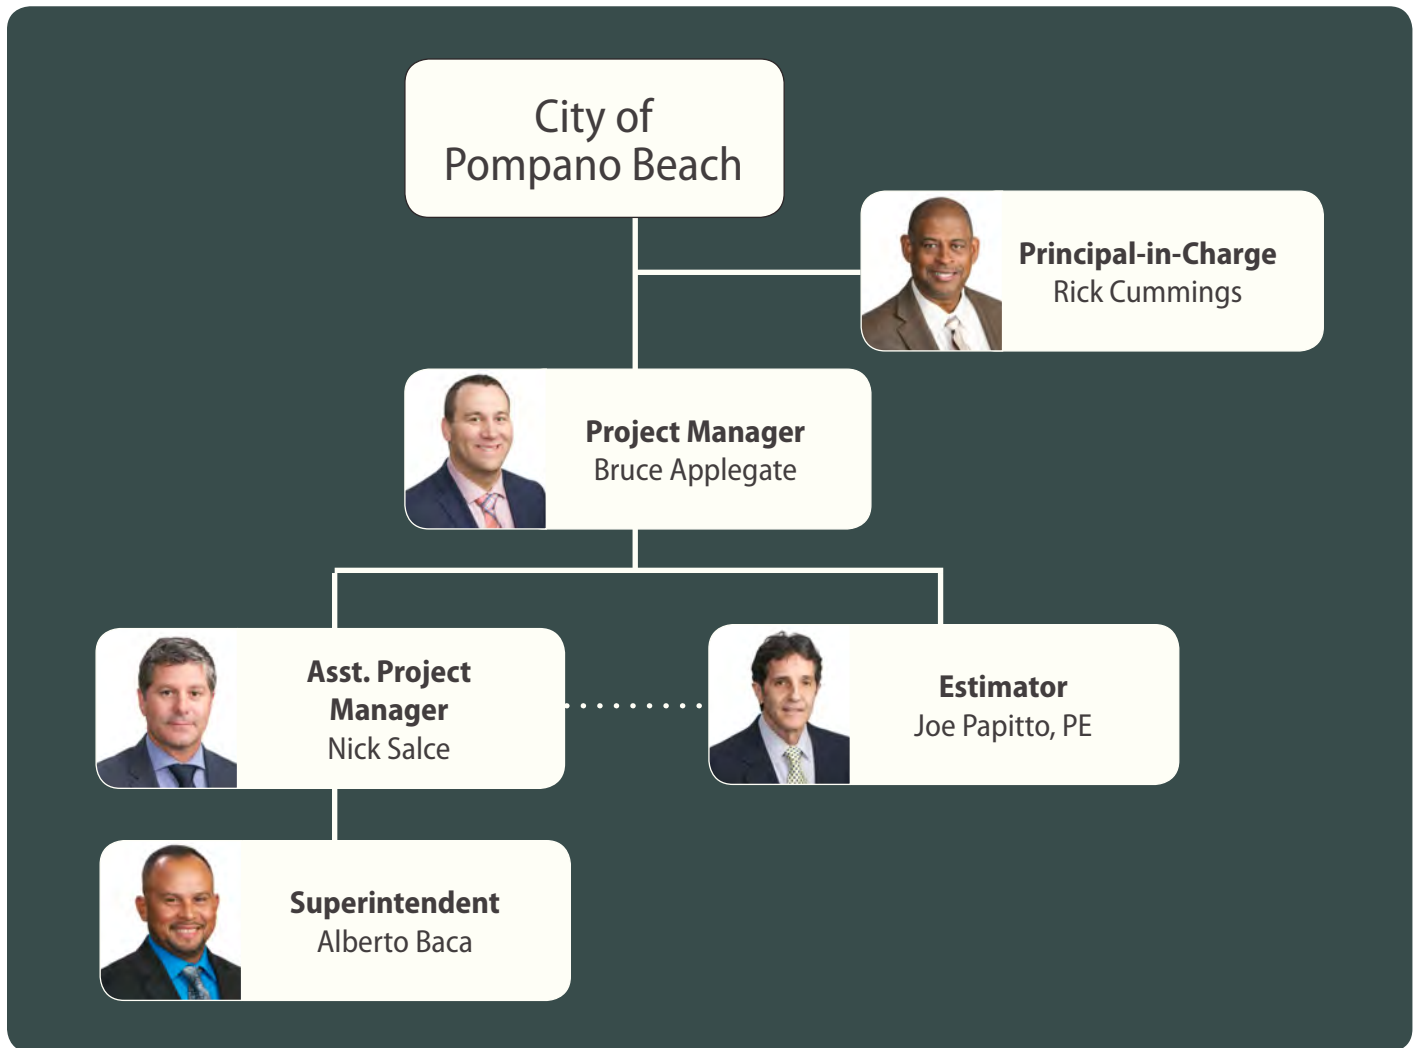 City of
Pompano Beach
Principal-in-Charge
Rick Cummings
Project Manager
Bruce Applegate
Asst. Project
Manager
Nick Salce
Estimator
Joe Papitto, PE
Superintendent
Alberto Baca